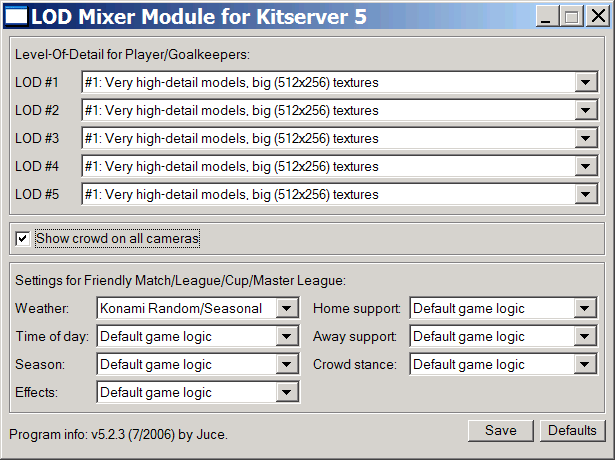 LOD Mixer Module for Kitserver 5
Level-Of-Detail for Player/Goalkeepers:
LOD #1 #1: Very high-detail models, big (512x256) textures
LOD #2 #1: Very high-detail models, big (512x256) textures
LOD #3 #1: Very high-detail models, big (512x256) textures
LOD #4 #1: Very high-detail models, big (512x256) textures
LOD #5 #1: Very high-detail models, big (512x256) textures
Show crowd on all cameras
Settings for Friendly Match/League/Cup/Master League:
Weather: Konami Random/Seasonal Home support: Default game logic
Time of day: Default game logic Away support: Default game logic
Season: Default game logic Crowd stance: Default game logic
Effects: Default game logic
Program info: v5.2.3 (7/2006) by Juce. Save Defaults